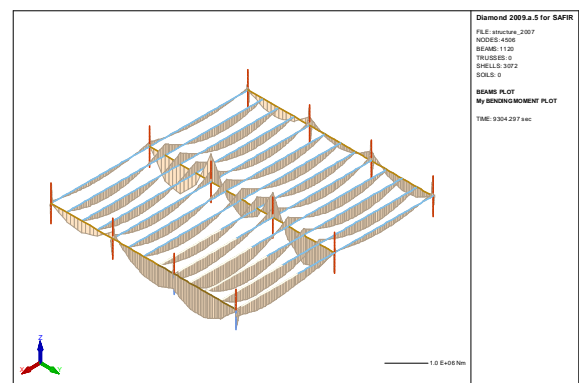 Diamond 2009.a.5 for SAFIR
FILE: structure_2007
NODES: 4506
BEAMS: 1120
TRUSSES: 0
SHELLS: 3072
SOILS: 0
BEAMS PLOT
My BENDING MOMENT PLOT
TIME: 9304.297 sec
1.0 E+06 Nm
Z
X
Y